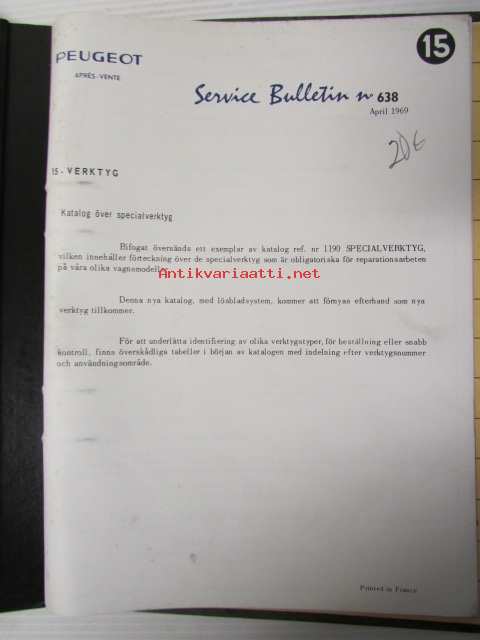 PEUGEOT
APRÈS-VENTE
15
Service Bulletin nº 638
April 1969
206
15 - VERKTYG
Katalog över specialverktyg
Bifogat översändes ett exemplar av katalog ref. nr 1190 SPECIALVERKTYG,
vilken innehåller förteckning över de specialverktyg som är obligatoriska för reparationsarbeten
på våra olika vagnsmodeller.
Antikvariaatti.net
Denna nya katalog, med lösbladsystem, kommer att förnyas efterhand som nya
verktyg tillkommer.
För att underlätta identifiering av olika verktygstyper, för beställning eller snabb
kontroll, finns överskådliga tabeller i början av katalogen med indelning efter verktygsnummer
och användningsområde.
Printed in France